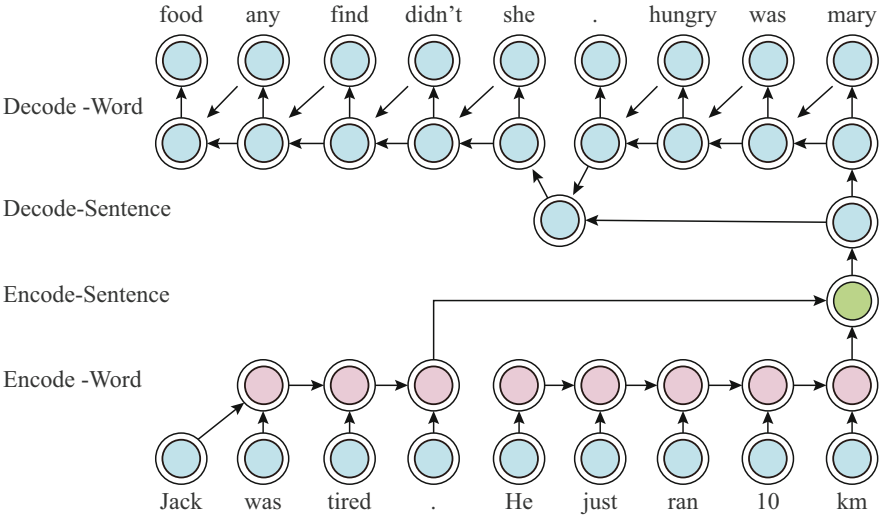 food any find didn't she . hungry was mary
Decode -Word
Decode-Sentence
Encode-Sentence
Encode -Word
Jack was tired . He just ran 10 km